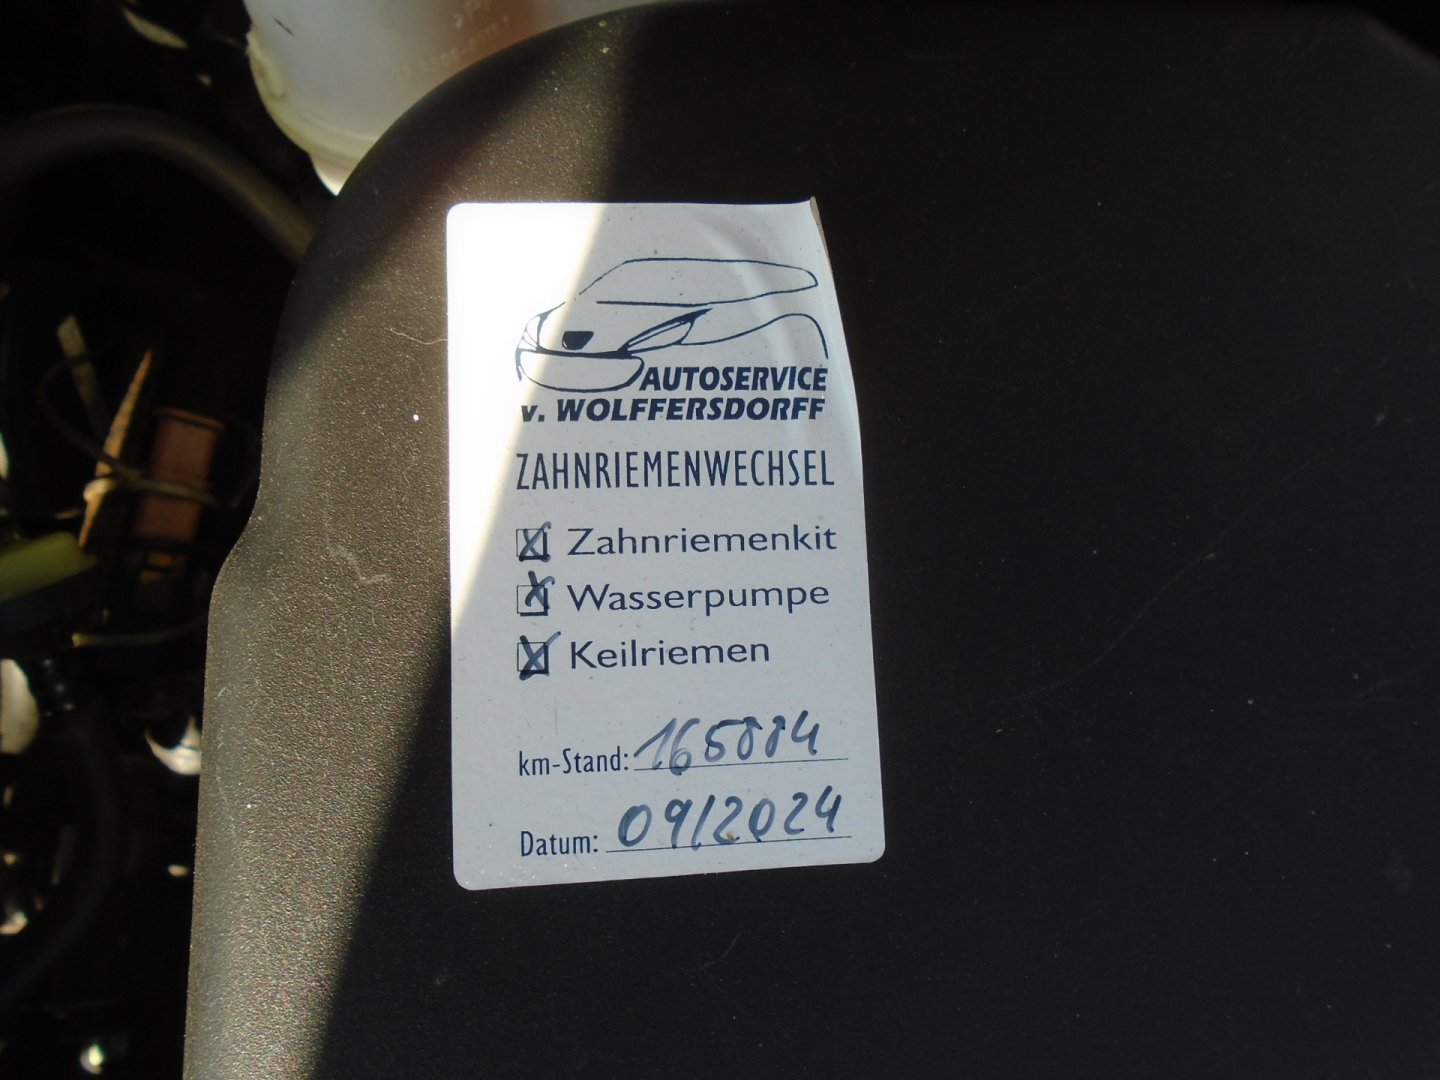 AUTOSERVICE
v. WOLFFERSDORFF
ZAHNRIEMENWECHSEL
X Zahnriemenkit
X Wasserpumpe
X Keilriemen
km-Stand: 165884
Datum: 09/2024